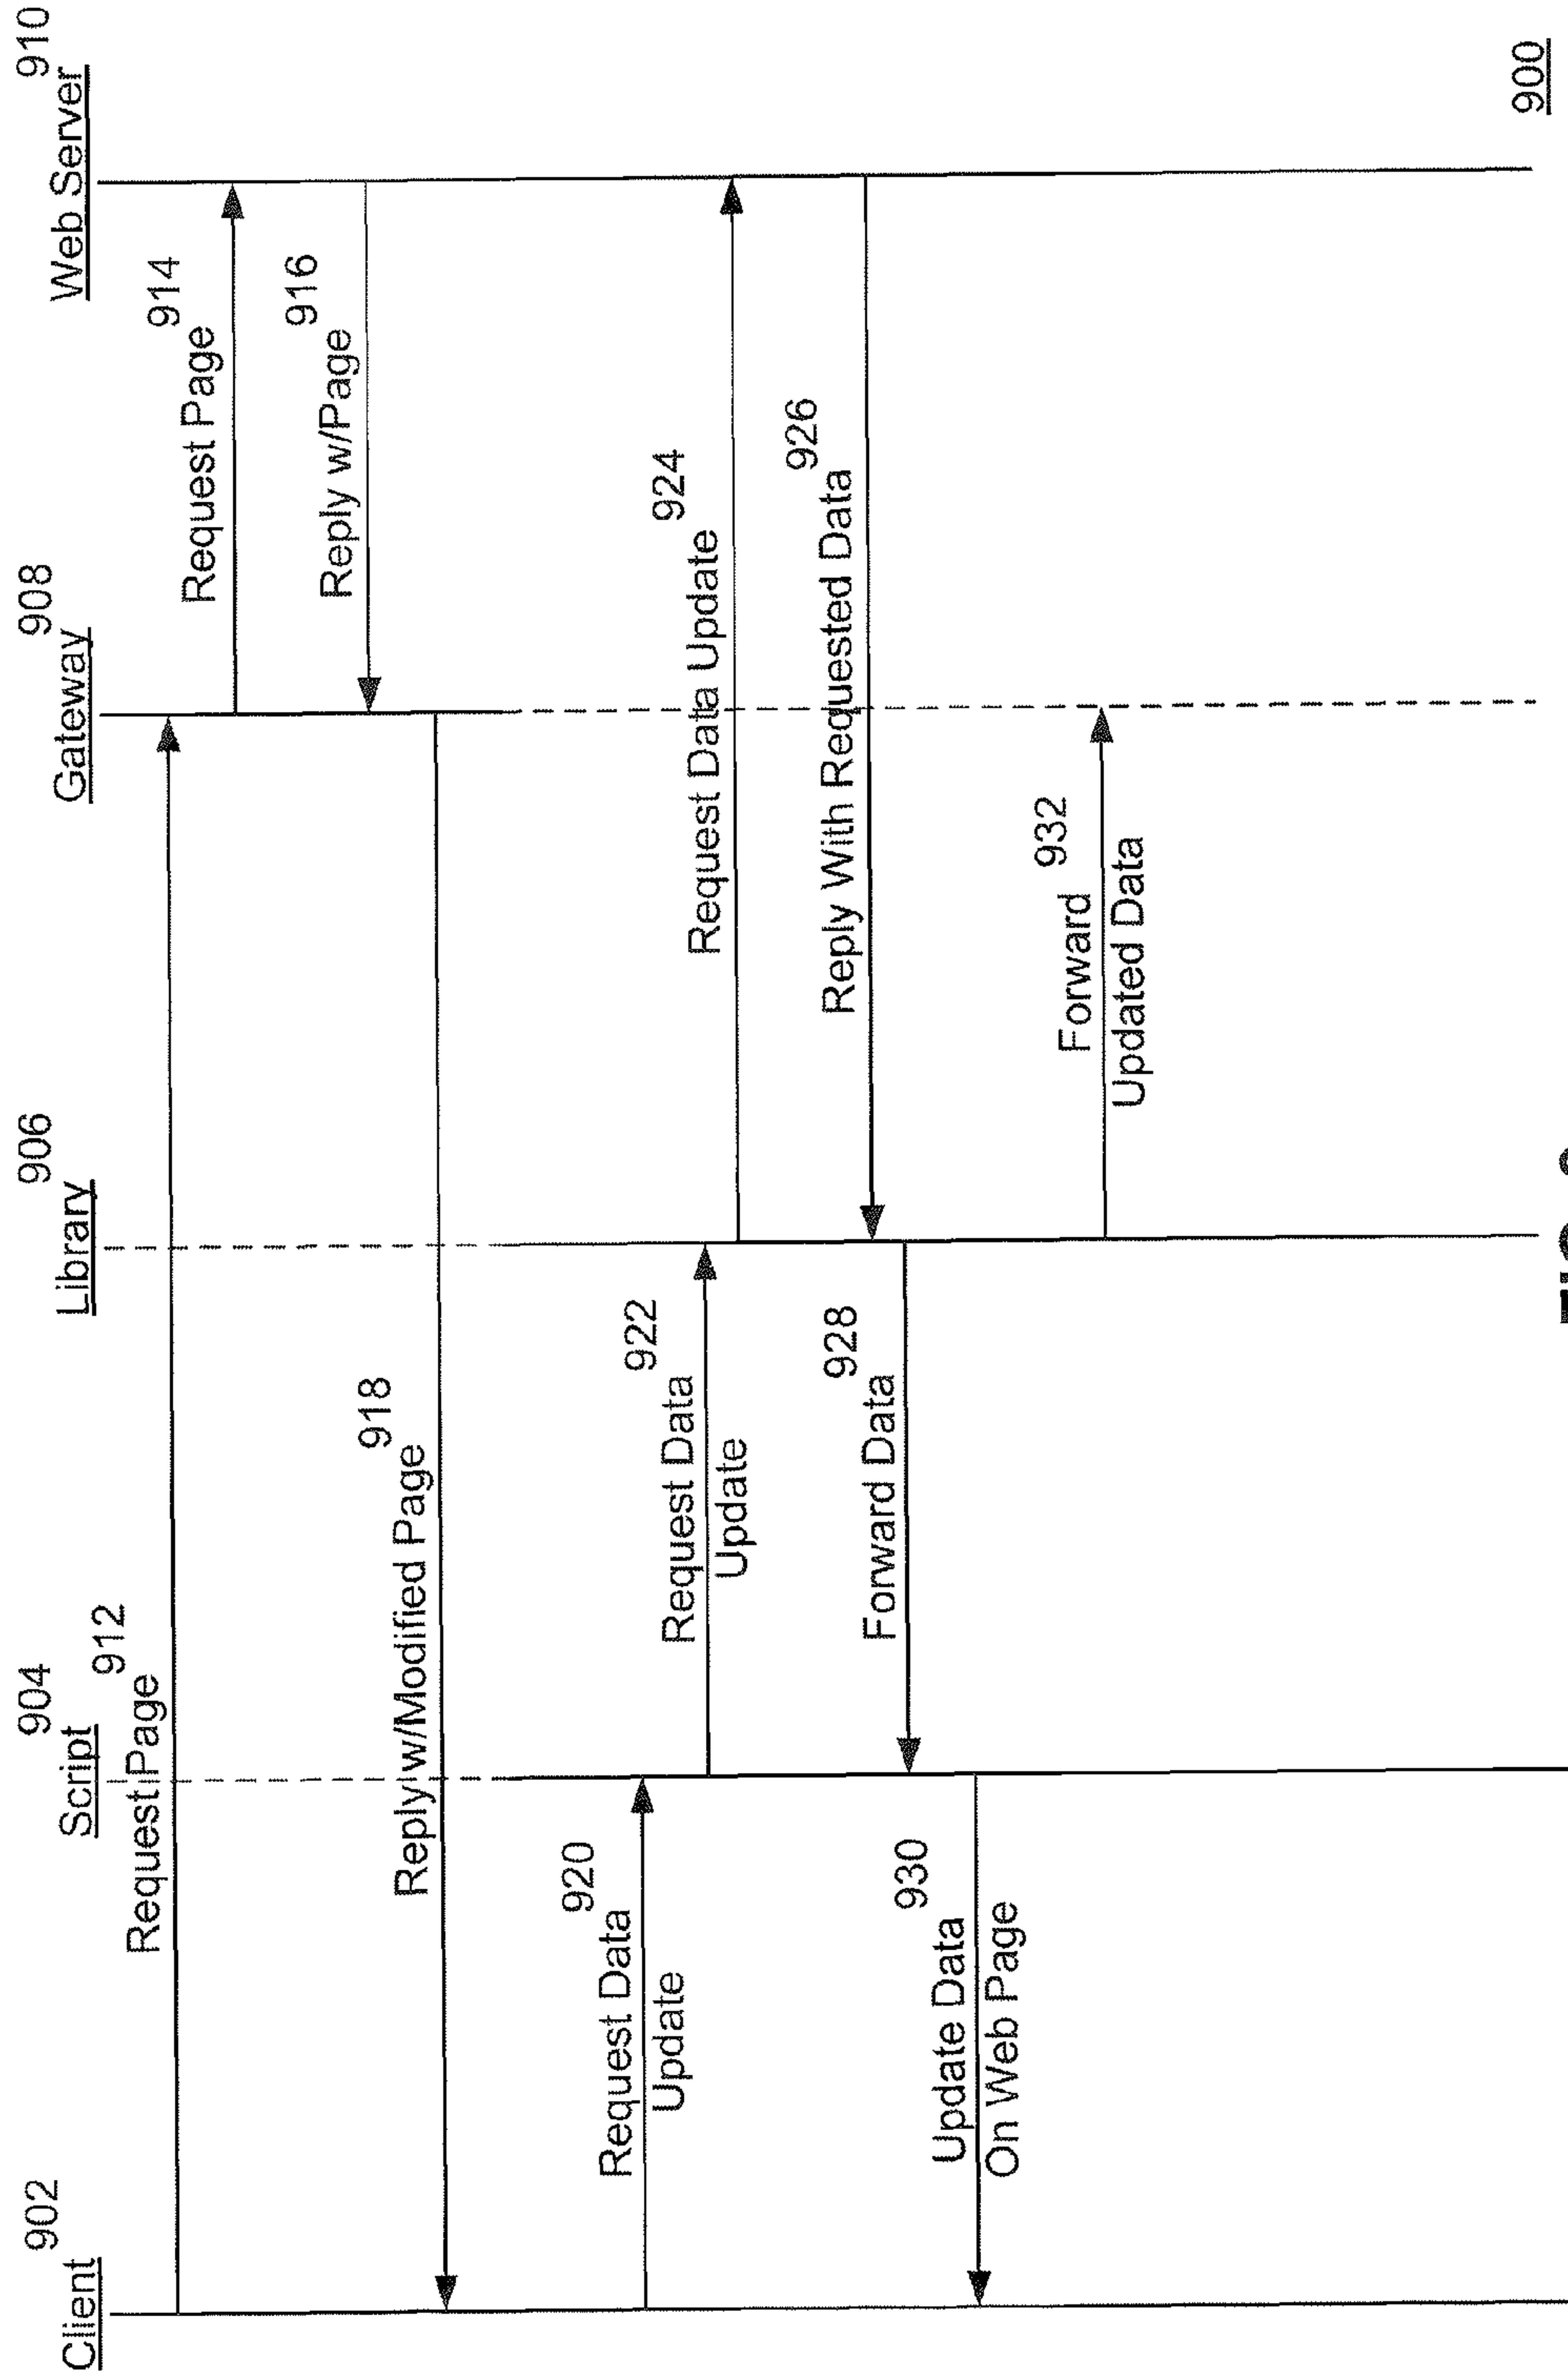 Client 902
Script 904
Library 906
Gateway 908
Web Server 910
Request Page 912
Request Page 914
Reply w/Page 916
Reply w/Modified Page 918
Request Data 920
Update
Request Data 922
Update
Request Data Update 924
Reply With Requested Data 926
Forward Data 928
Update Data 930
On Web Page
Forward 932
Updated Data
900